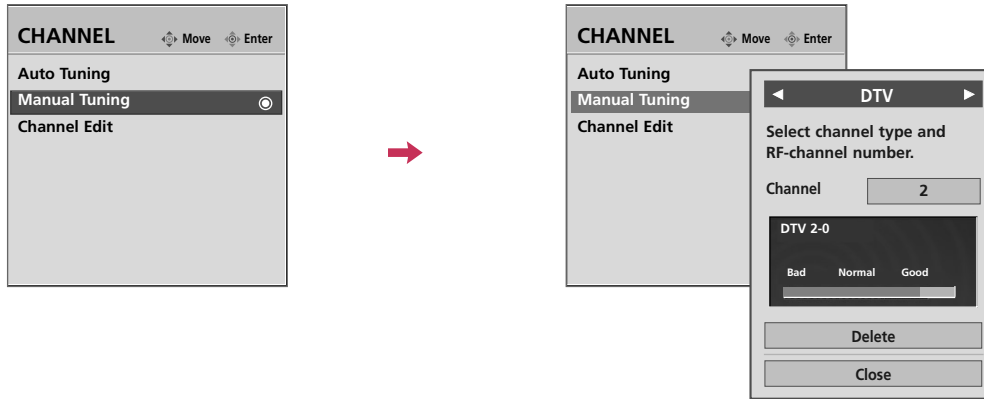 CHANNEL Move Enter
Auto Tuning
Manual Tuning
Channel Edit
CHANNEL Move Enter
Auto Tuning
Manual Tuning
Channel Edit
◄ DTV ►
Select channel type and
RF-channel number.
Channel 2
DTV 2-0
Bad Normal Good
Delete
Close